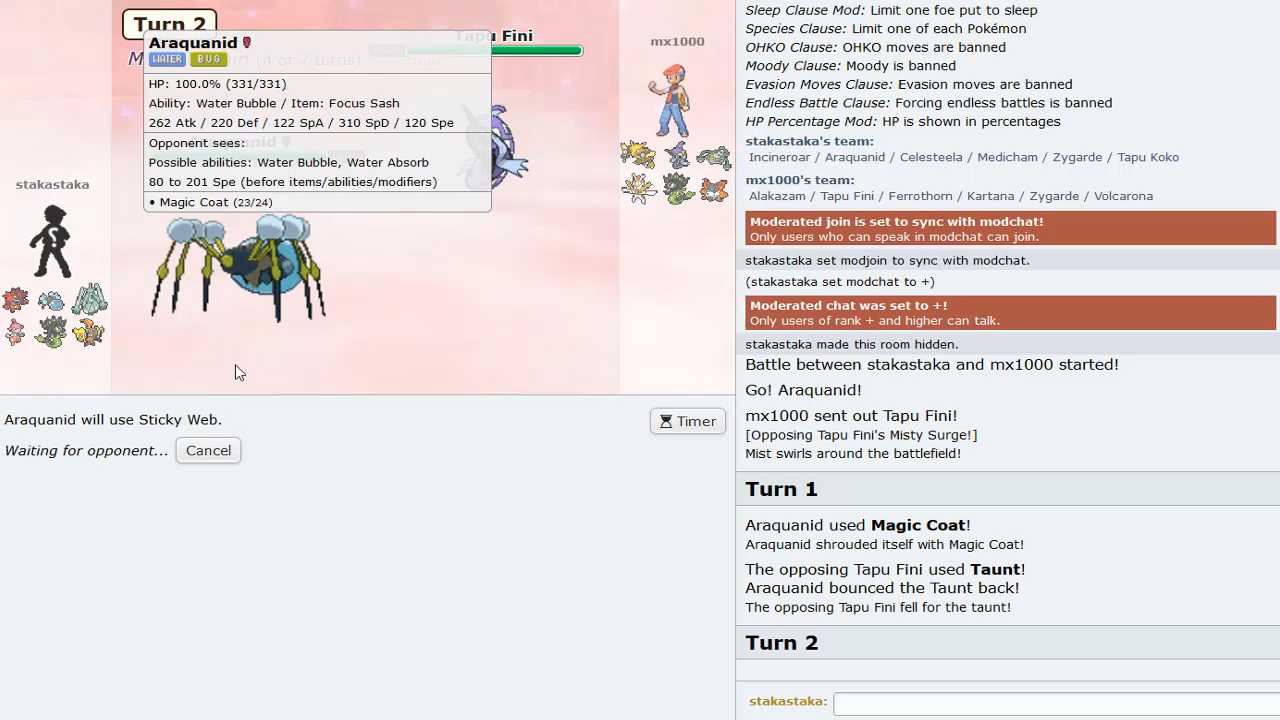 Turn 2
Araquanid
WATER BUG
HP: 100.0% (331/331)
Ability: Water Bubble / Item: Focus Sash
262 Atk / 220 Def / 122 SpA / 310 SpD / 120 Spe
Opponent sees:
Possible abilities: Water Bubble, Water Absorb
80 to 201 Spe (before items/abilities/modifiers)
• Magic Coat (23/24)
Tapu Fini
mx1000
stakastaka
Araquanid will use Sticky Web.
Timer
Waiting for opponent...
Cancel
Sleep Clause Mod: Limit one foe put to sleep
Species Clause: Limit one of each Pokémon
OHKO Clause: OHKO moves are banned
Moody Clause: Moody is banned
Evasion Moves Clause: Evasion moves are banned
Endless Battle Clause: Forcing endless battles is banned
HP Percentage Mod: HP is shown in percentages
stakastaka's team:
Incineroar / Araquanid / Celesteela / Medicham / Zygarde / Tapu Koko
mx1000's team:
Alakazam / Tapu Fini / Ferrothorn / Kartana / Zygarde / Volcarona
Moderated join is set to sync with modchat!
Only users who can speak in modchat can join.
stakastaka set modjoin to sync with modchat.
(stakastaka set modchat to +)
Moderated chat was set to +!
Only users of rank + and higher can talk.
stakastaka made this room hidden.
Battle between stakastaka and mx1000 started!
Go! Araquanid!
mx1000 sent out Tapu Fini!
[Opposing Tapu Fini's Misty Surge!]
Mist swirls around the battlefield!
Turn 1
Araquanid used Magic Coat!
Araquanid shrouded itself with Magic Coat!
The opposing Tapu Fini used Taunt!
Araquanid bounced the Taunt back!
The opposing Tapu Fini fell for the taunt!
Turn 2
stakastaka: